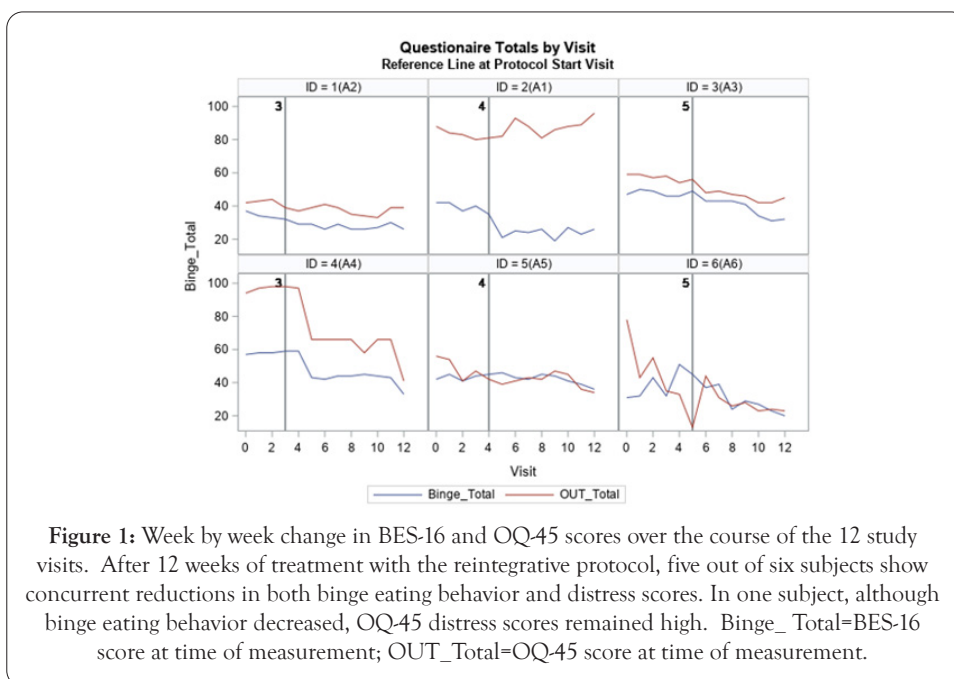 Questionaire Totals by Visit
Reference Line at Protocol Start Visit
ID = 1(A2) ID = 2(A1) ID = 3(A3)
3 4 5
100
80
60
40
20
Binge_Total
ID = 4(A4) ID = 5(A5) ID = 6(A6)
3 4 5
100
80
60
40
20
0 2 4 6 8 10 12 0 2 4 6 8 10 12 0 2 4 6 8 10 12
Visit
Binge_Total OUT_Total
Figure 1: Week by week change in BES-16 and OQ-45 scores over the course of the 12 study
visits. After 12 weeks of treatment with the reintegrative protocol, five out of six subjects show
concurrent reductions in both binge eating behavior and distress scores. In one subject, although
binge eating behavior decreased, OQ-45 distress scores remained high. Binge_ Total=BES-16
score at time of measurement; OUT_Total=OQ-45 score at time of measurement.